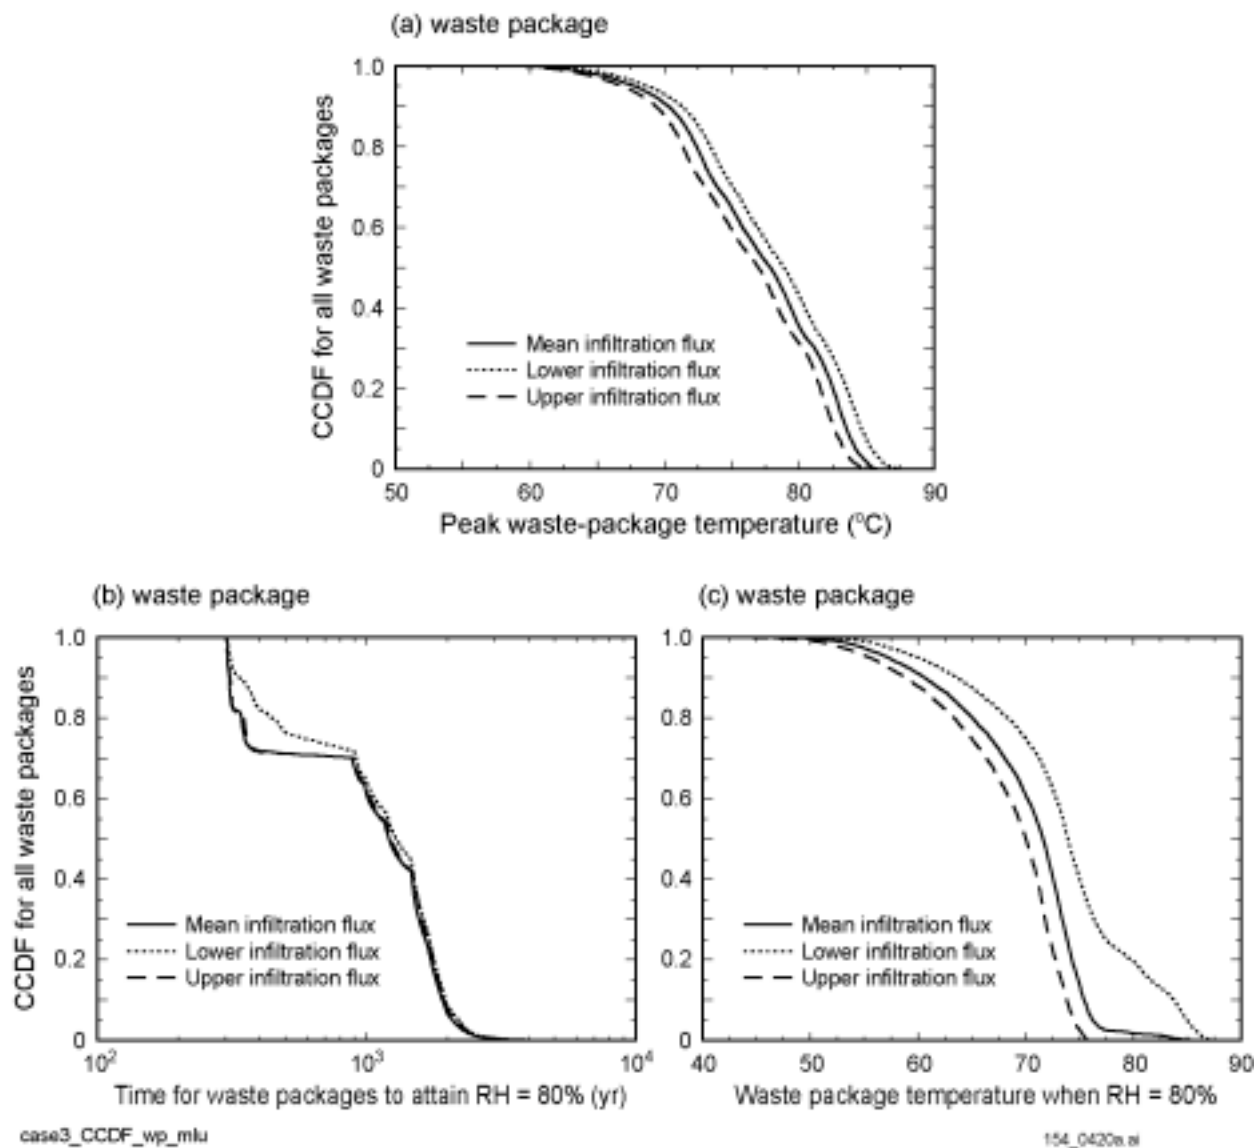 (a) waste package
CCDF for all waste packages
1.0
0.8
0.6
0.4
0.2
0
Mean infiltration flux
Lower infiltration flux
Upper infiltration flux
50 60 70 80 90
Peak waste-package temperature (°C)
(b) waste package
CCDF for all waste packages
1.0
0.8
0.6
0.4
0.2
0
Mean infiltration flux
Lower infiltration flux
Upper infiltration flux
10² 10³ 10⁴
Time for waste packages to attain RH = 80% (yr)
(c) waste package
1.0
0.8
0.6
0.4
0.2
0
Mean infiltration flux
Lower infiltration flux
Upper infiltration flux
40 50 60 70 80 90
Waste package temperature when RH = 80%
case3_CCDF_wp_mlu
154_0420a.ai